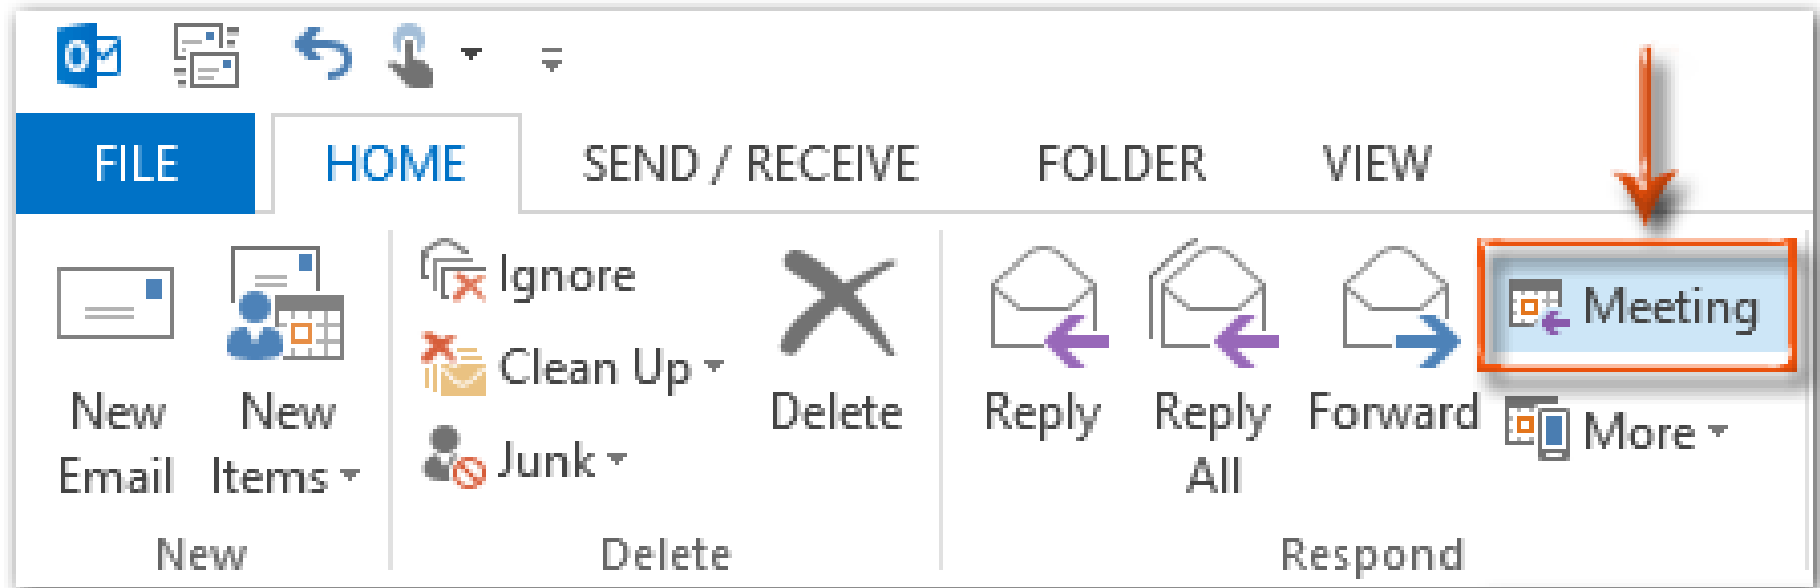 FILE HOME SEND / RECEIVE FOLDER VIEW
New
Email
New
Items
Ignore
Clean Up
Junk
Delete
Reply
Reply
All
Forward
Meeting
More
New Delete Respond